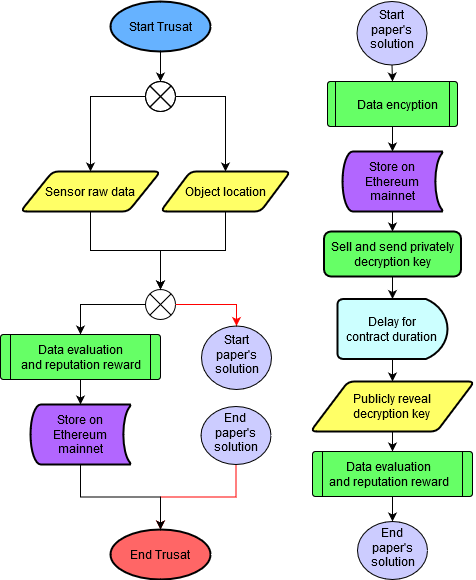 Start Trusat
Sensor raw data
Object location
Data evaluation
and reputation reward
Start
paper's
solution
Store on
Ethereum
mainnet
End
paper's
solution
End Trusat
Start
paper's
solution
Data encyption
Store on
Ethereum
mainnet
Sell and send privately
decryption key
Delay for
contract duration
Publicly reveal
decryption key
Data evaluation
and reputation reward
End
paper's
solution